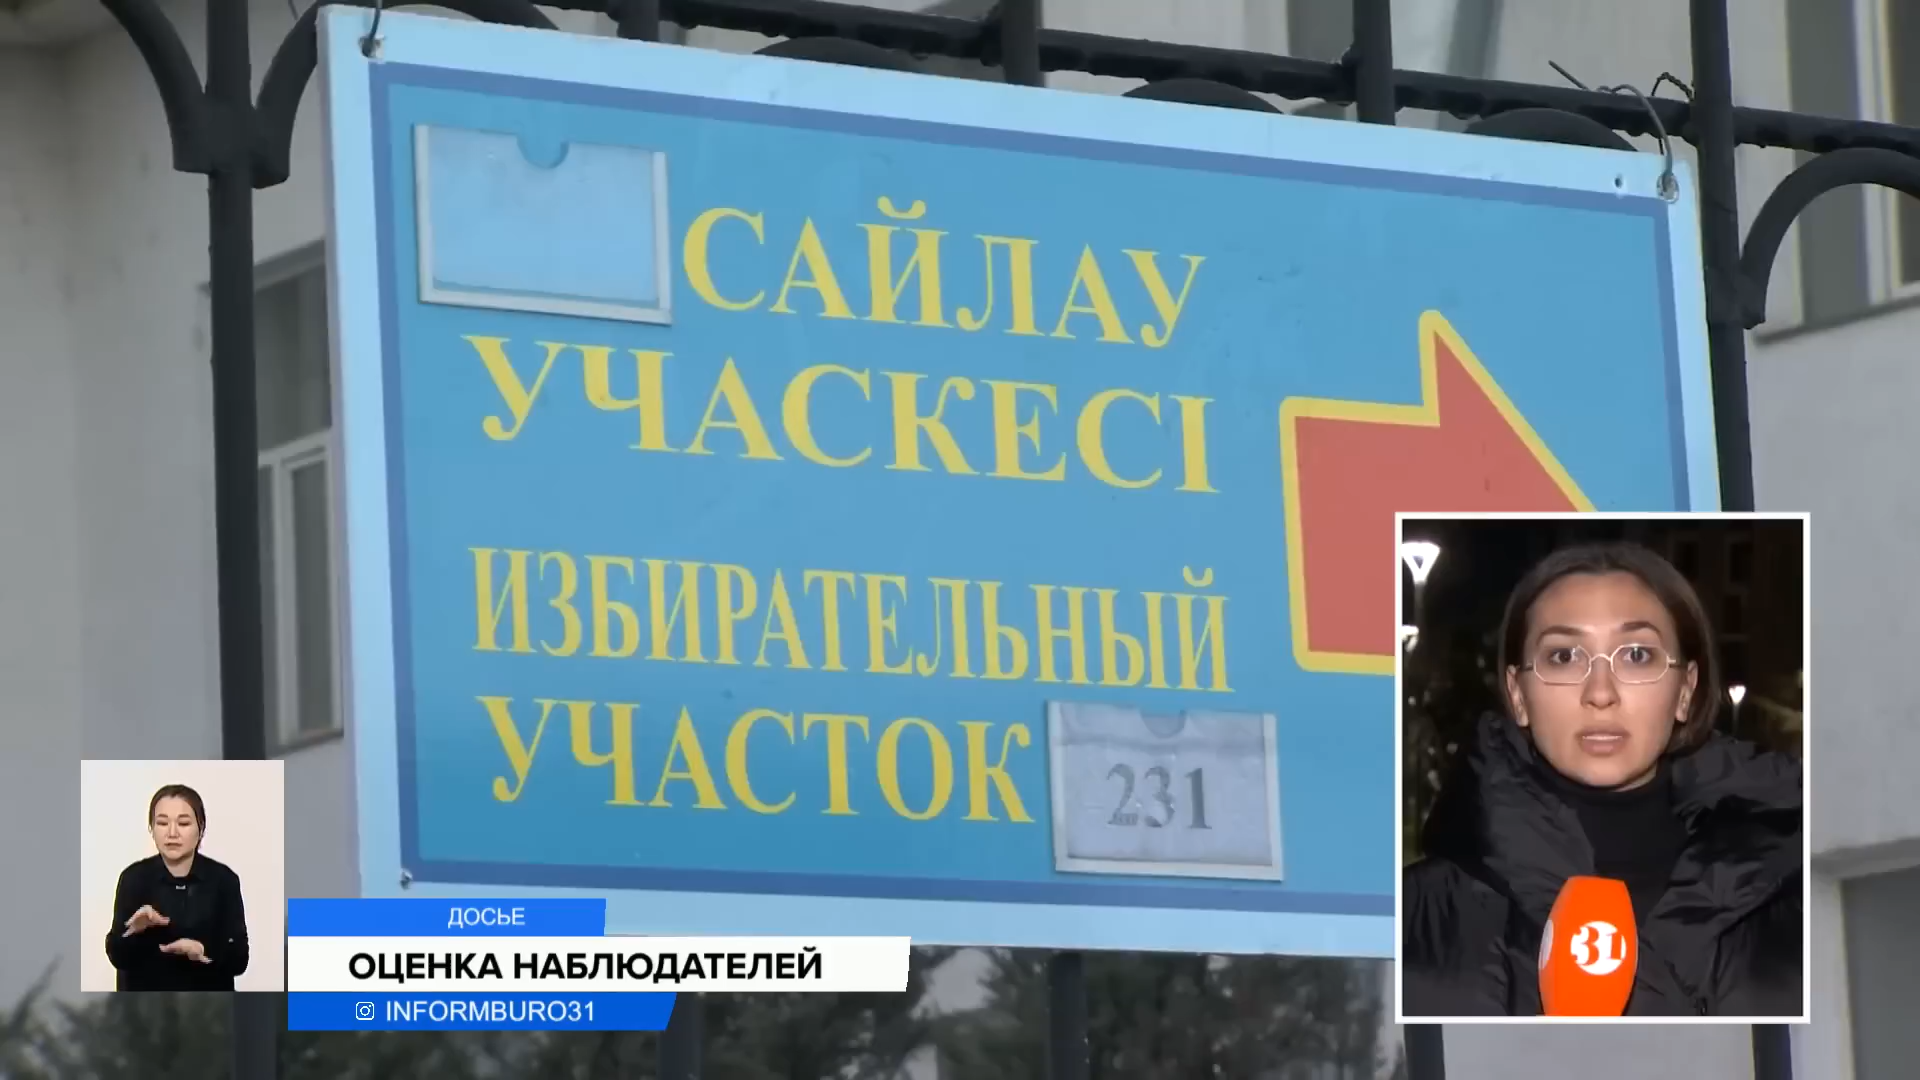 САЙЛАУ
УЧАСКЕСІ
ИЗБИРАТЕЛЬНЫЙ
УЧАСТОК 231
31
ДОСЬЕ
ОЦЕНКА НАБЛЮДАТЕЛЕЙ
INFORMBURO31